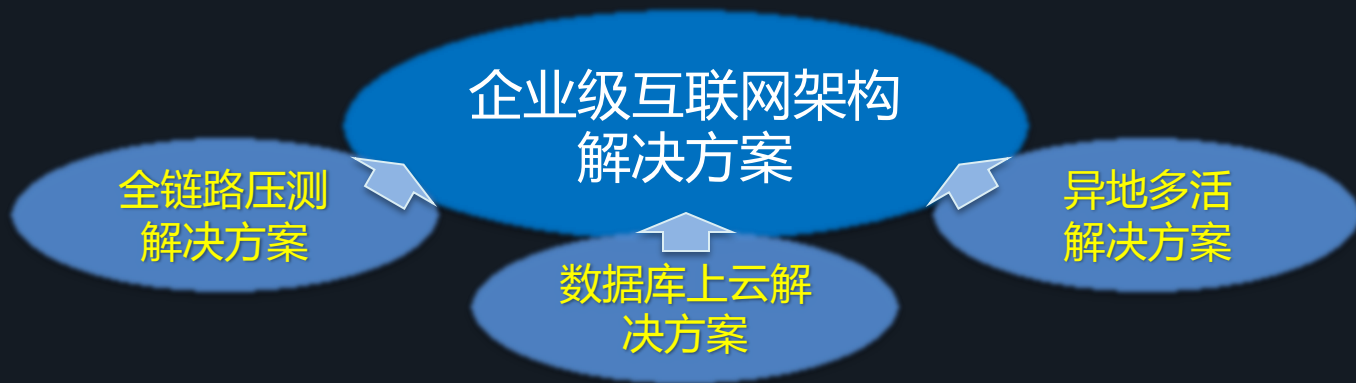 企业级互联网架构
解决方案
全链路压测
解决方案
数据库上云解
决方案
异地多活
解决方案